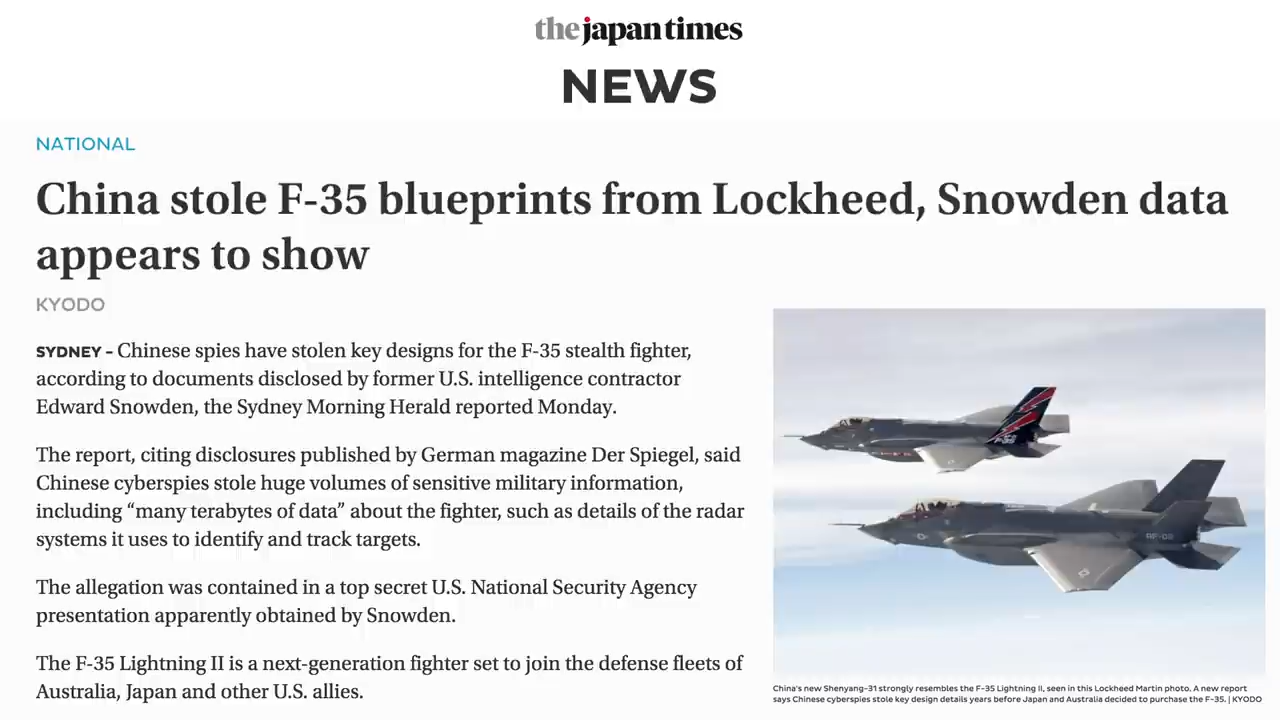 the japan times
NEWS
NATIONAL
China stole F-35 blueprints from Lockheed, Snowden data
appears to show
KYODO
SYDNEY – Chinese spies have stolen key designs for the F-35 stealth fighter,
according to documents disclosed by former U.S. intelligence contractor
Edward Snowden, the Sydney Morning Herald reported Monday.
The report, citing disclosures published by German magazine Der Spiegel, said
Chinese cyberspies stole huge volumes of sensitive military information,
including “many terabytes of data” about the fighter, such as details of the radar
systems it uses to identify and track targets.
The allegation was contained in a top secret U.S. National Security Agency
presentation apparently obtained by Snowden.
The F-35 Lightning II is a next-generation fighter set to join the defense fleets of
Australia, Japan and other U.S. allies.
China's new Shenyang-31 strongly resembles the F-35 Lightning II, seen in this Lockheed Martin photo. A new report
says Chinese cyberspies stole key design details years before Japan and Australia decided to purchase the F-35. | KYODO